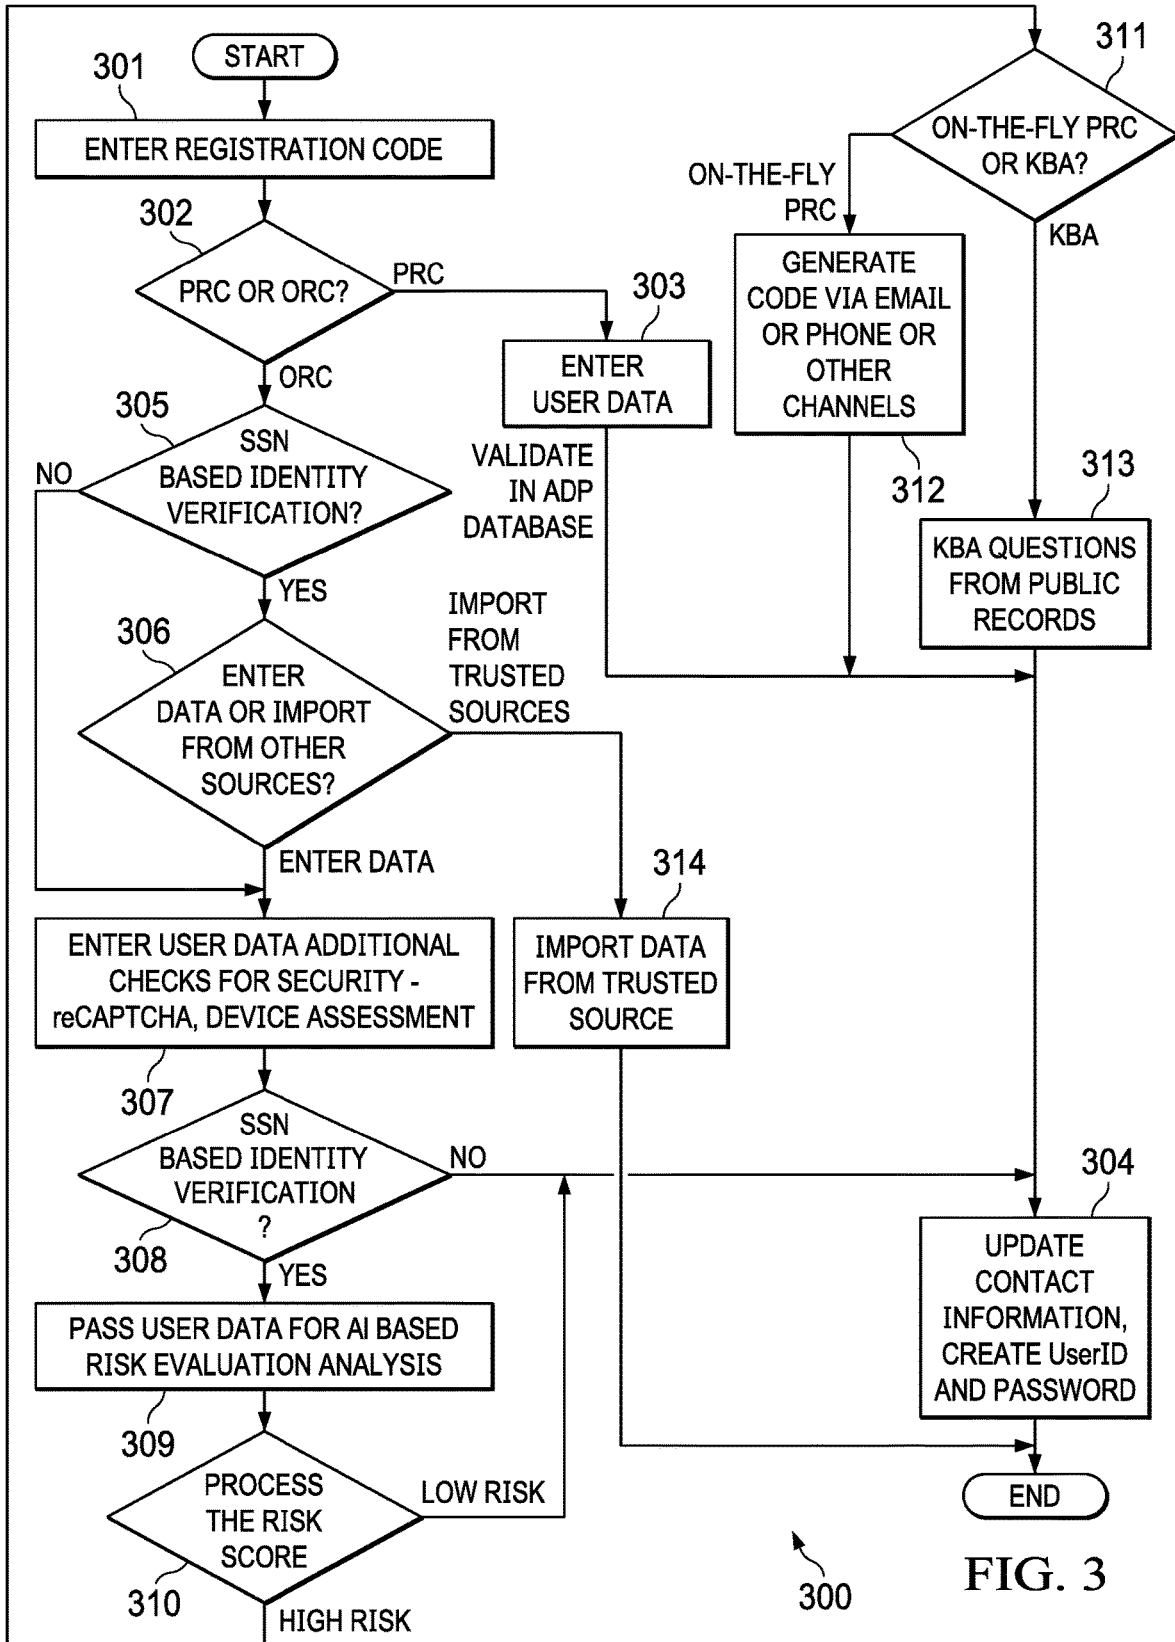 START
301
ENTER REGISTRATION CODE
302
PRC OR ORC?
PRC
ORC
303
ENTER
USER DATA
VALIDATE
IN ADP
DATABASE
305
SSN
BASED IDENTITY
VERIFICATION?
NO
YES
306
ENTER
DATA OR IMPORT
FROM OTHER
SOURCES?
IMPORT
FROM
TRUSTED
SOURCES
ENTER DATA
314
IMPORT DATA
FROM TRUSTED
SOURCE
ENTER USER DATA ADDITIONAL
CHECKS FOR SECURITY -
reCAPTCHA, DEVICE ASSESSMENT
307
SSN
BASED IDENTITY
VERIFICATION
?
308
NO
YES
PASS USER DATA FOR AI BASED
RISK EVALUATION ANALYSIS
309
PROCESS
THE RISK
SCORE
310
LOW RISK
HIGH RISK
311
ON-THE-FLY PRC
OR KBA?
ON-THE-FLY
PRC
KBA
GENERATE
CODE VIA EMAIL
OR PHONE OR
OTHER
CHANNELS
312
313
KBA QUESTIONS
FROM PUBLIC
RECORDS
304
UPDATE
CONTACT
INFORMATION,
CREATE UserID
AND PASSWORD
END
300
FIG. 3